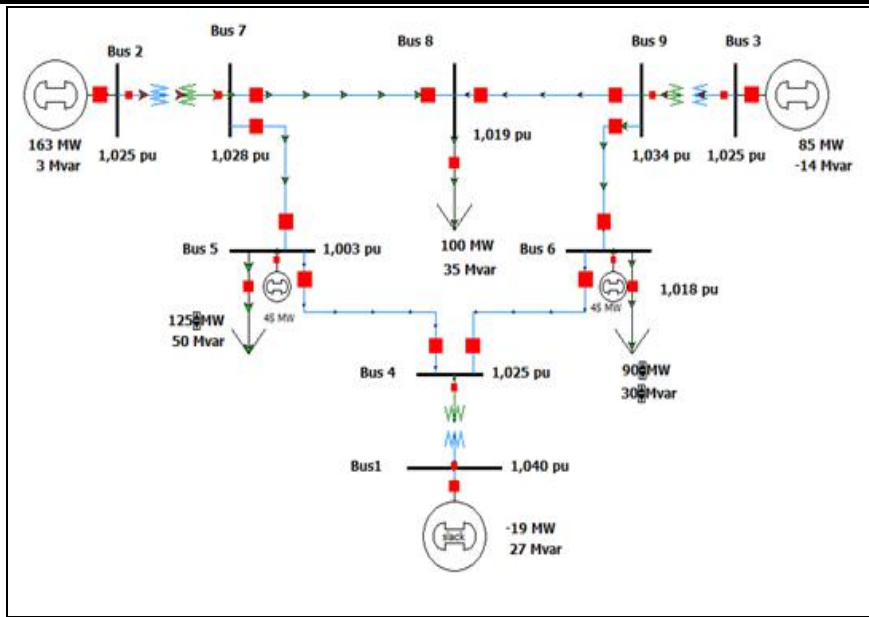 Bus 2
Bus 7
Bus 8
Bus 9
Bus 3
163 MW
3 Mvar
1,025 pu
1,028 pu
1,019 pu
1,034 pu
1,025 pu
85 MW
-14 Mvar
Bus 5
1,003 pu
100 MW
35 Mvar
Bus 6
1,018 pu
45 MW
45 MW
125 MW
50 Mvar
Bus 4
1,025 pu
90 MW
30 Mvar
Bus1
1,040 pu
slack
-19 MW
27 Mvar